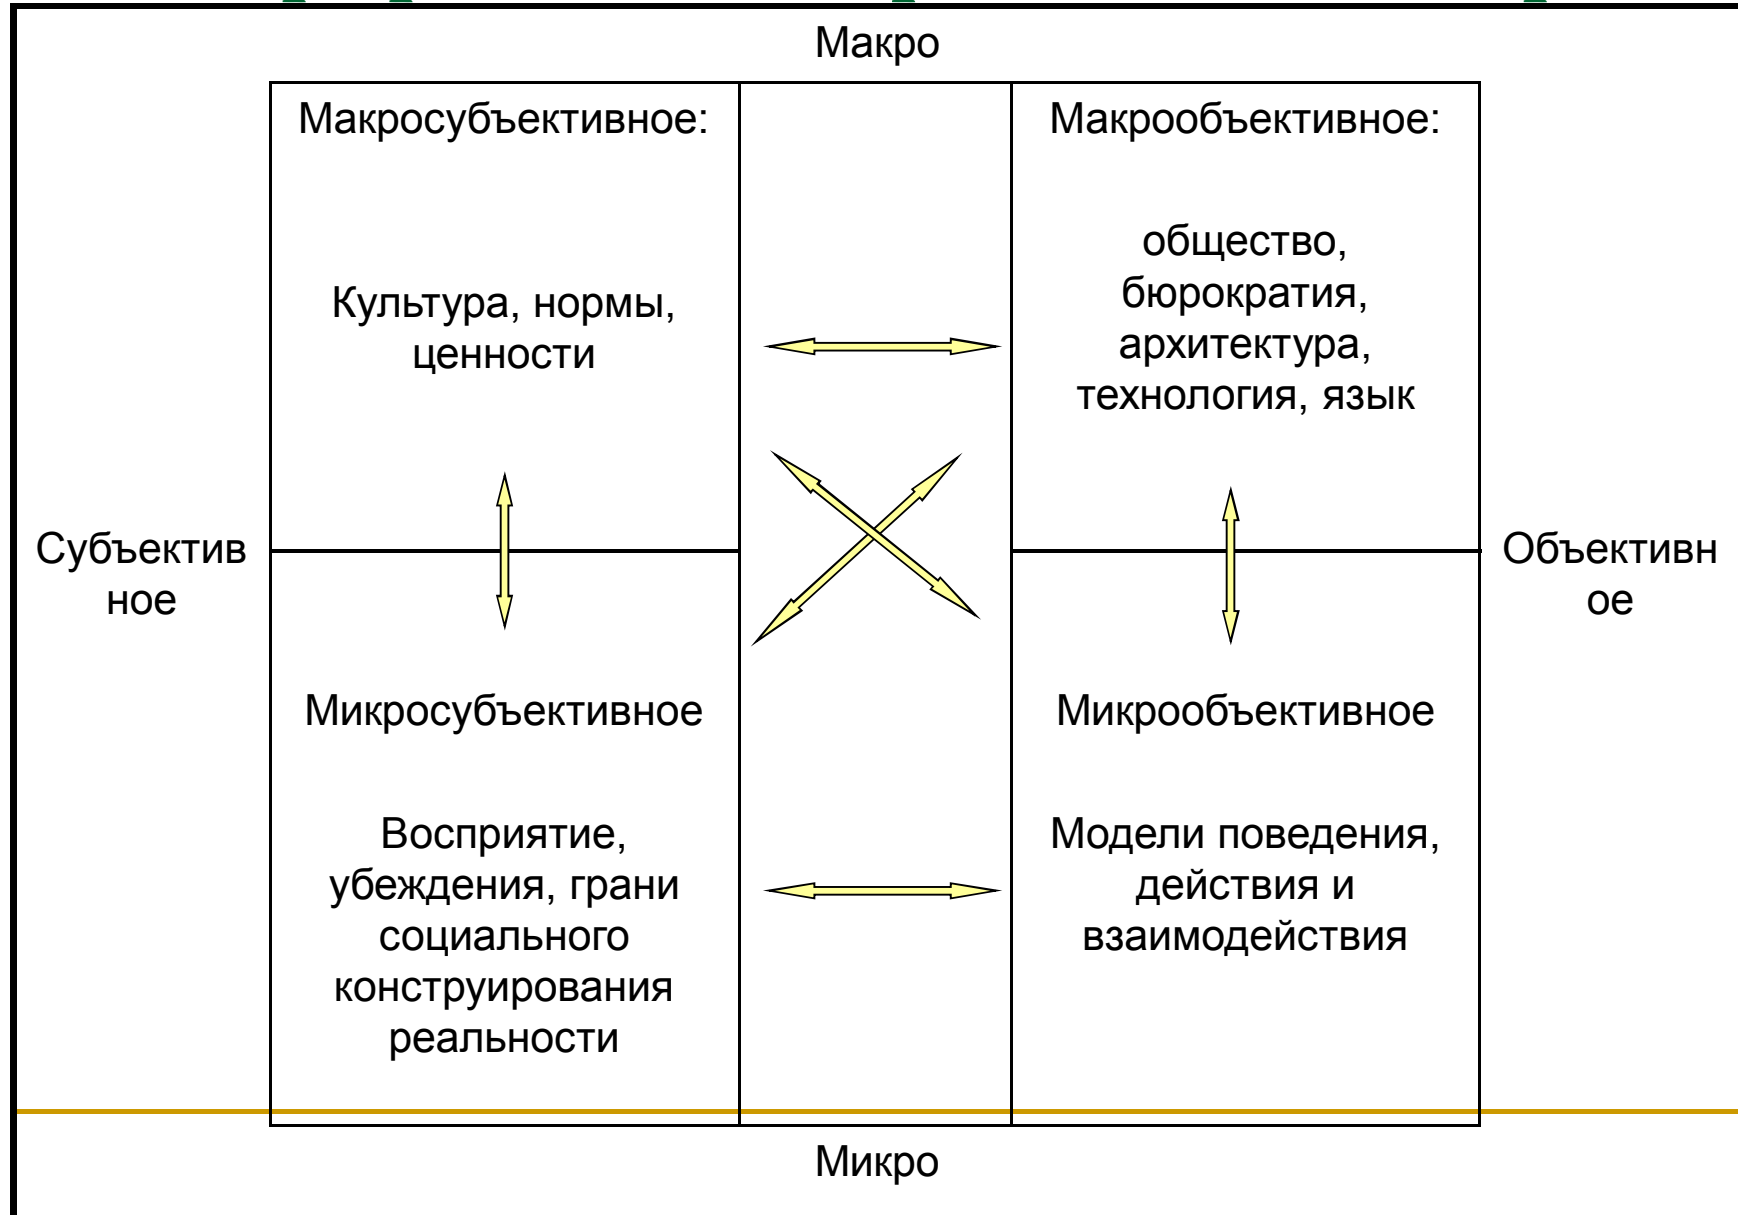 Макро
Макросубъективное:
Культура, нормы,
ценности
Макрообъективное:
общество,
бюрократия,
архитектура,
технология, язык
Субъектив
ное
Объективн
ое
Микросубъективное
Восприятие,
убеждения, грани
социального
конструирования
реальности
Микрообъективное
Модели поведения,
действия и
взаимодействия
Микро